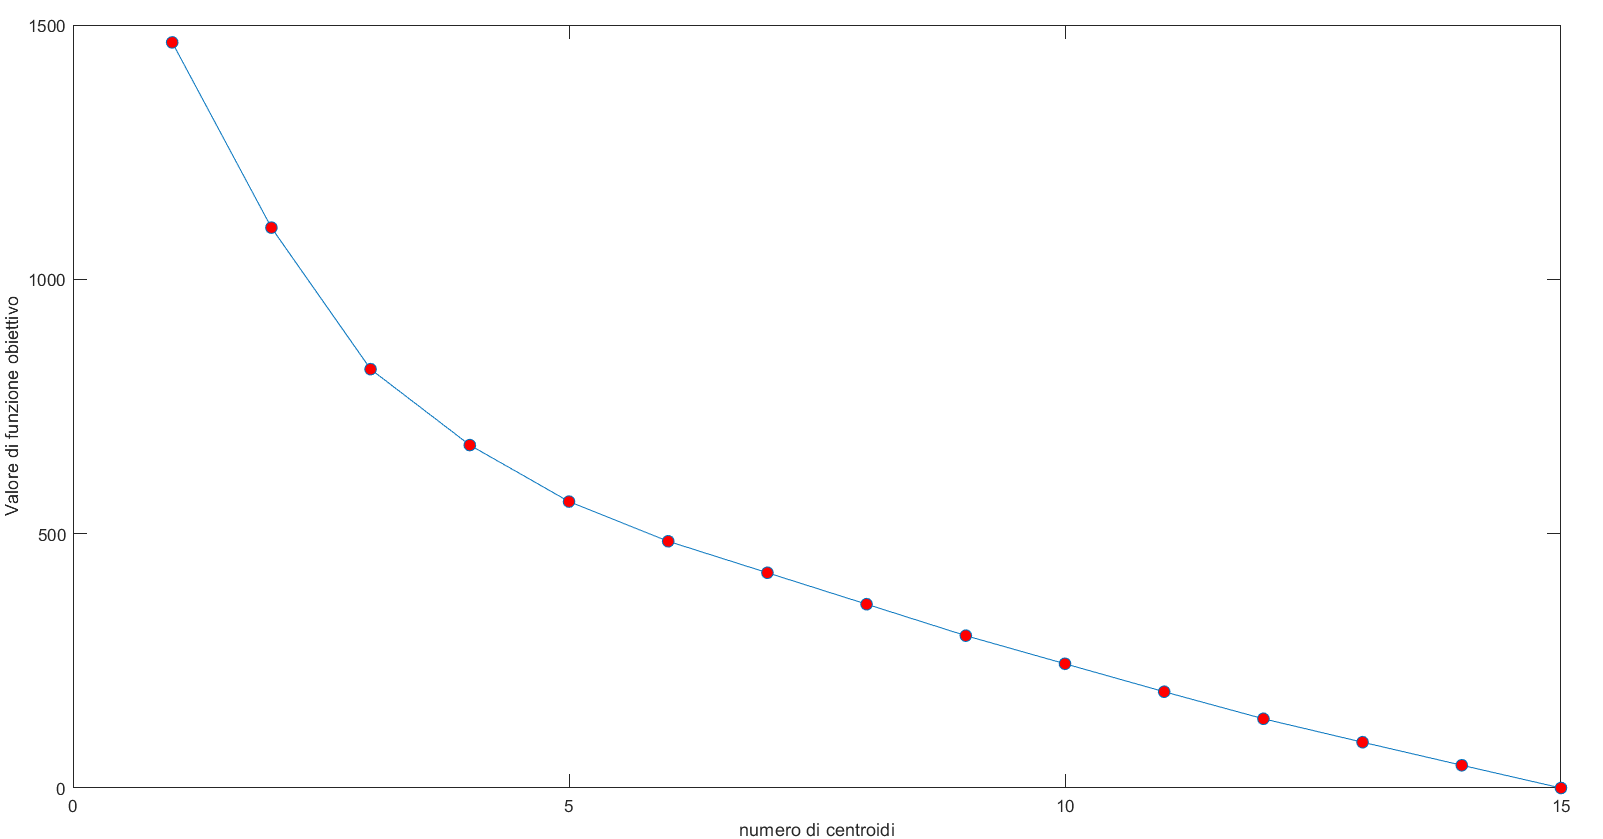 1500
1000
500
0
0 5 10 15
numero di centroidi
Valore di funzione obiettivo